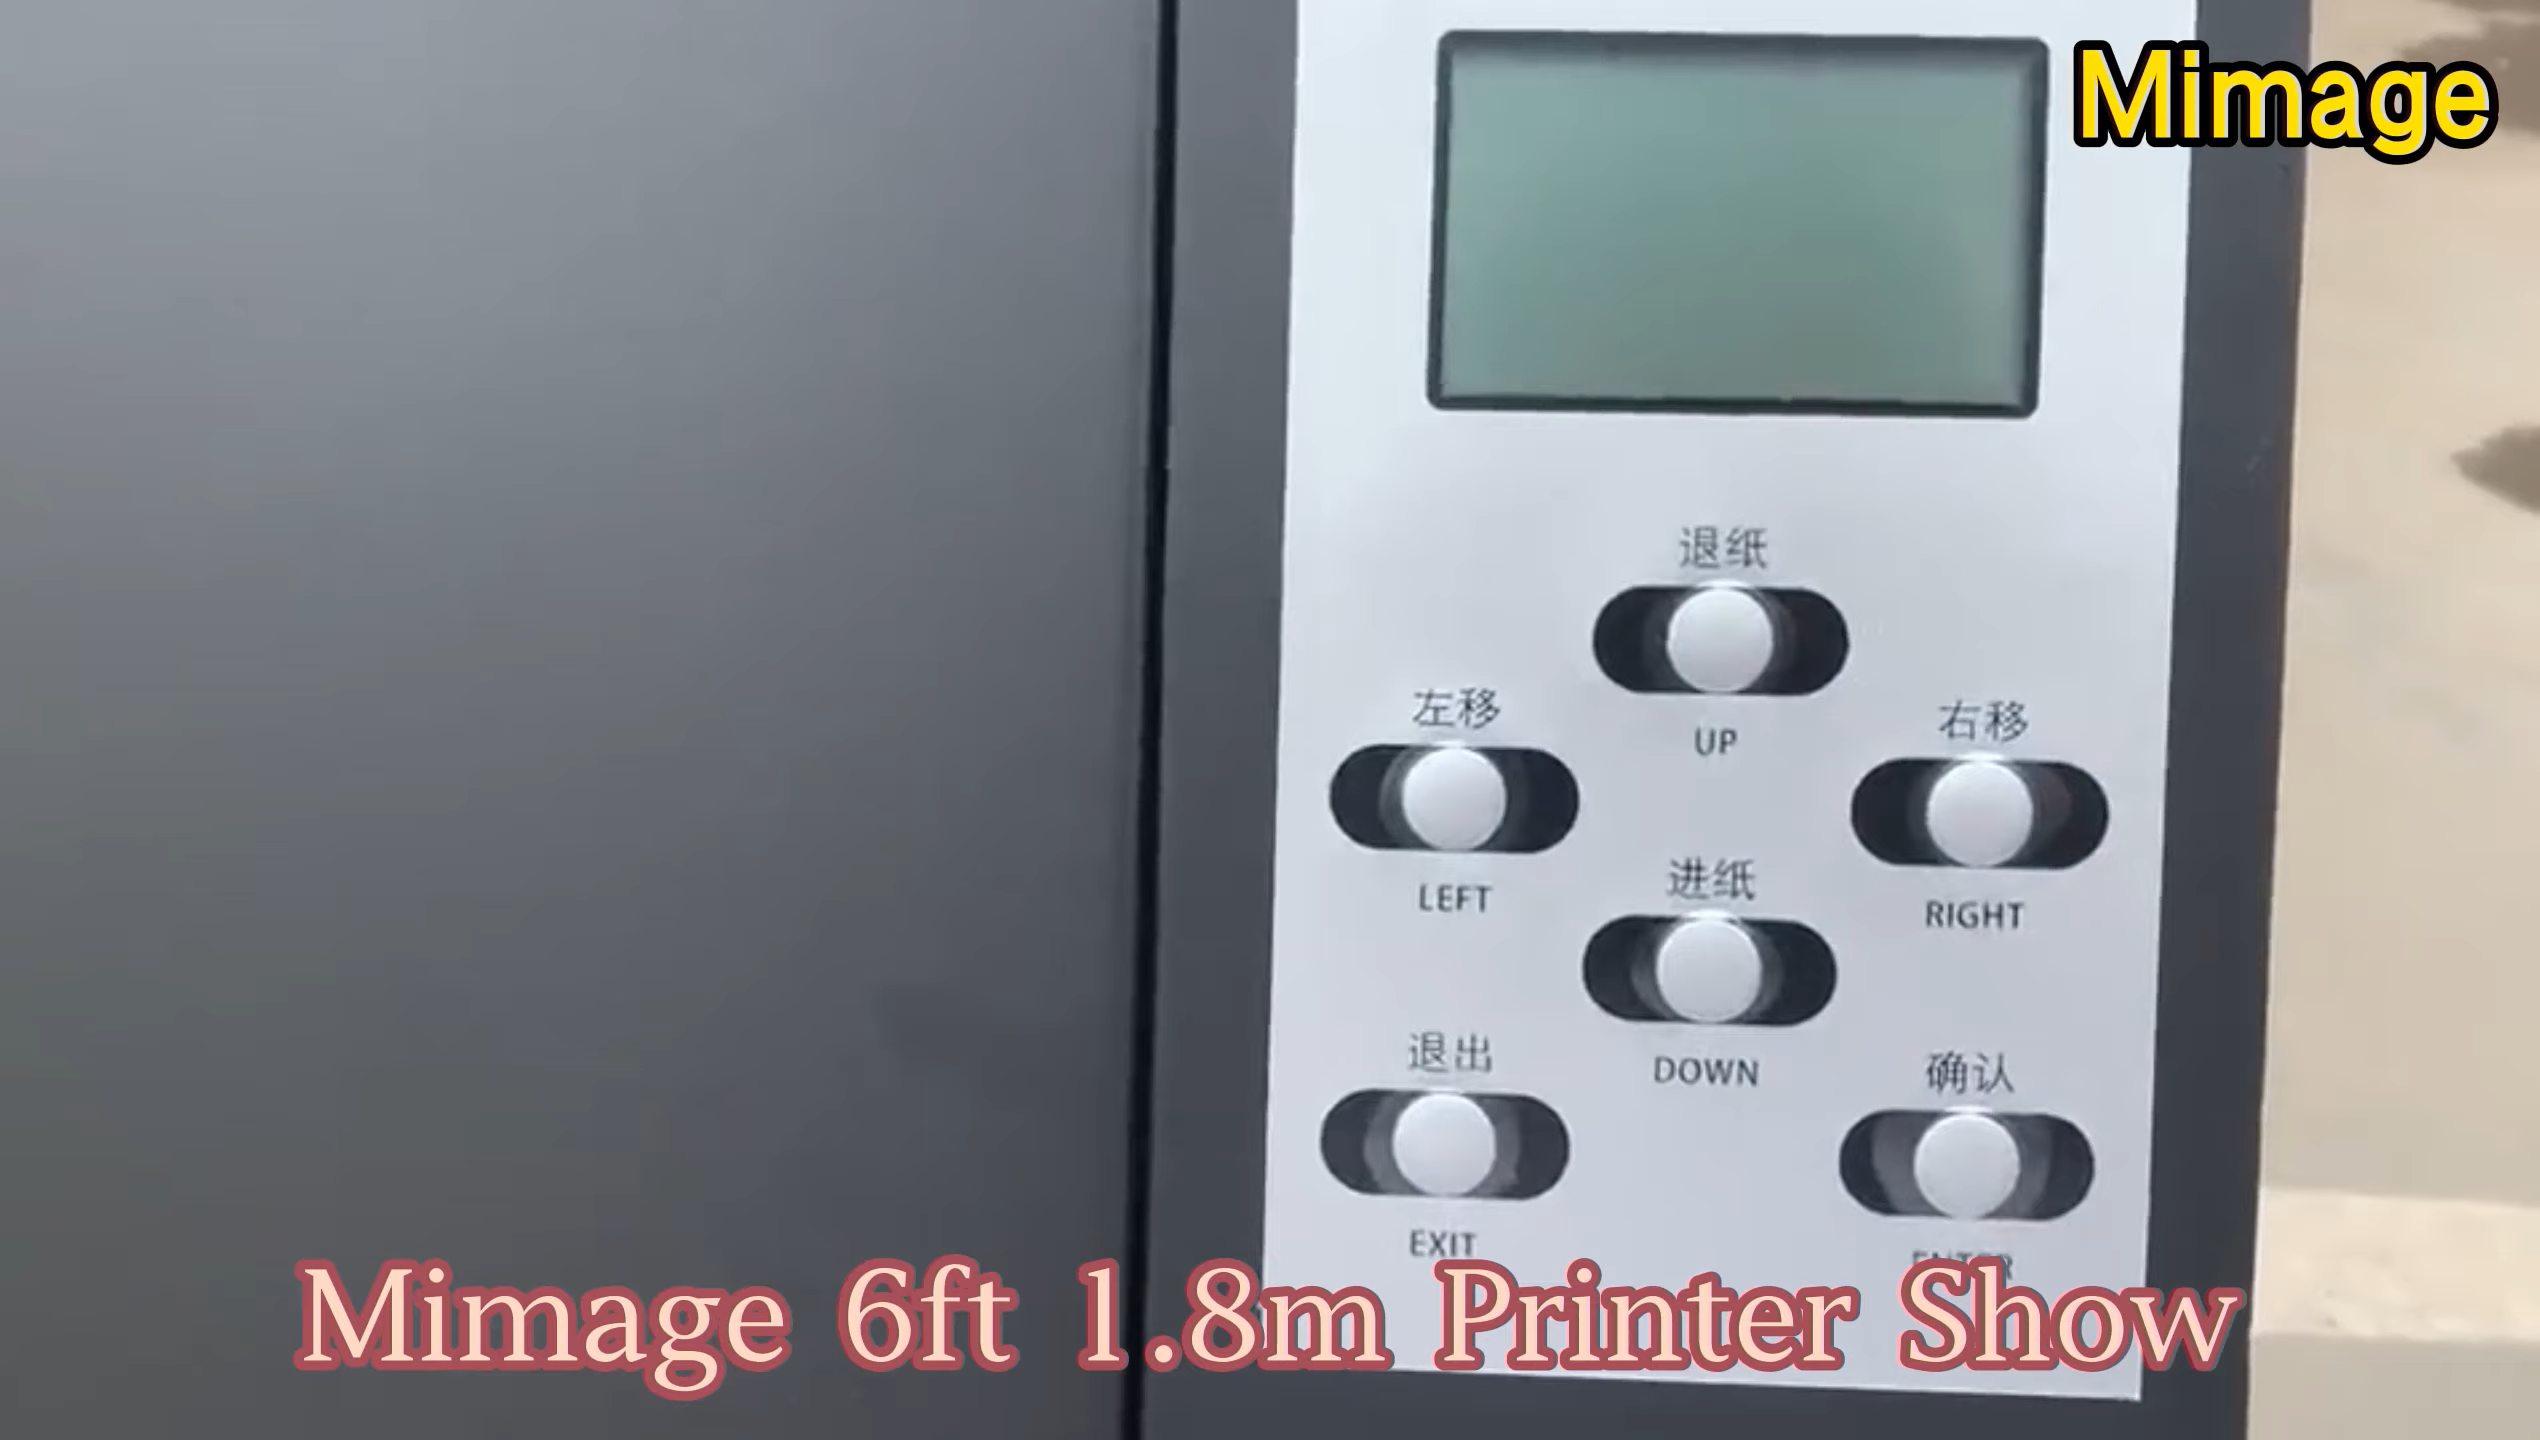 Mimage
退纸
UP
左移
右移
LEFT
RIGHT
进纸
DOWN
退出
确认
EXIT
ENTER
Mimage 6ft 1.8m Printer Show